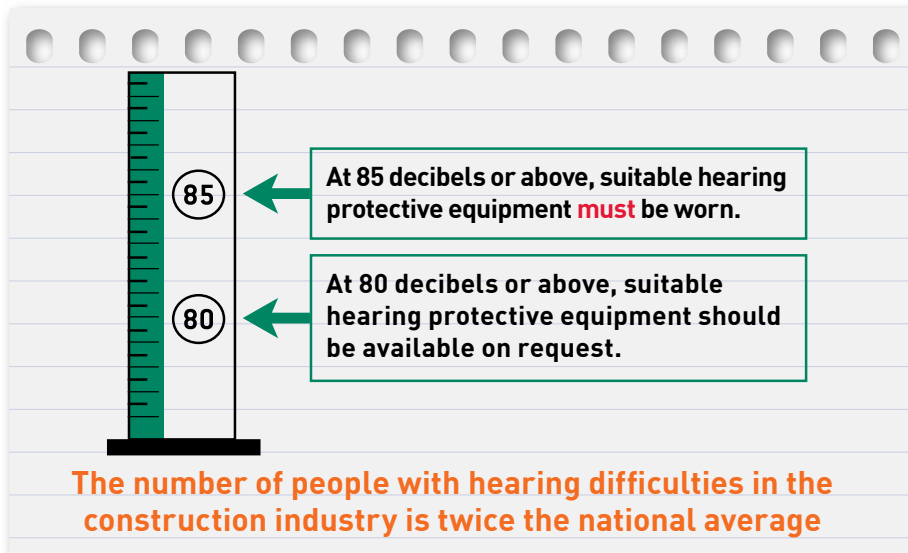 85
At 85 decibels or above, suitable hearing
protective equipment must be worn.
80
At 80 decibels or above, suitable
hearing protective equipment should
be available on request.
The number of people with hearing difficulties in the
construction industry is twice the national average